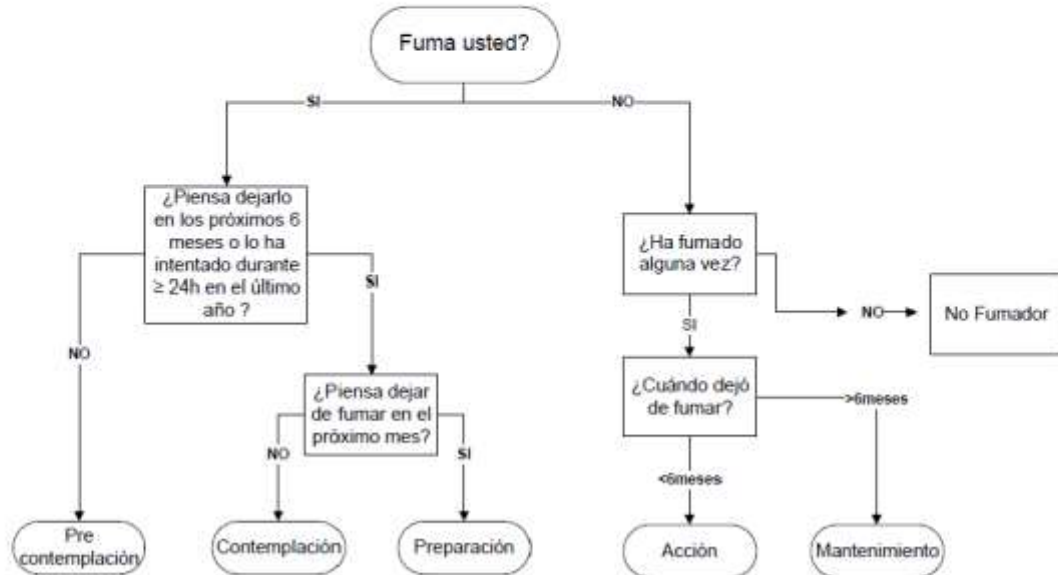 Fuma usted?
SI
NO
¿Piensa dejarlo
en los próximos 6
meses o lo ha
intentado durante
≥ 24h en el último
año ?
¿Ha fumado
alguna vez?
NO
No Fumador
SI
SI
NO
¿Piensa dejar
de fumar en el
próximo mes?
¿Cuándo dejó
de fumar?
>6meses
NO
SI
<6meses
Pre
contemplación
Contemplación
Preparación
Acción
Mantenimiento